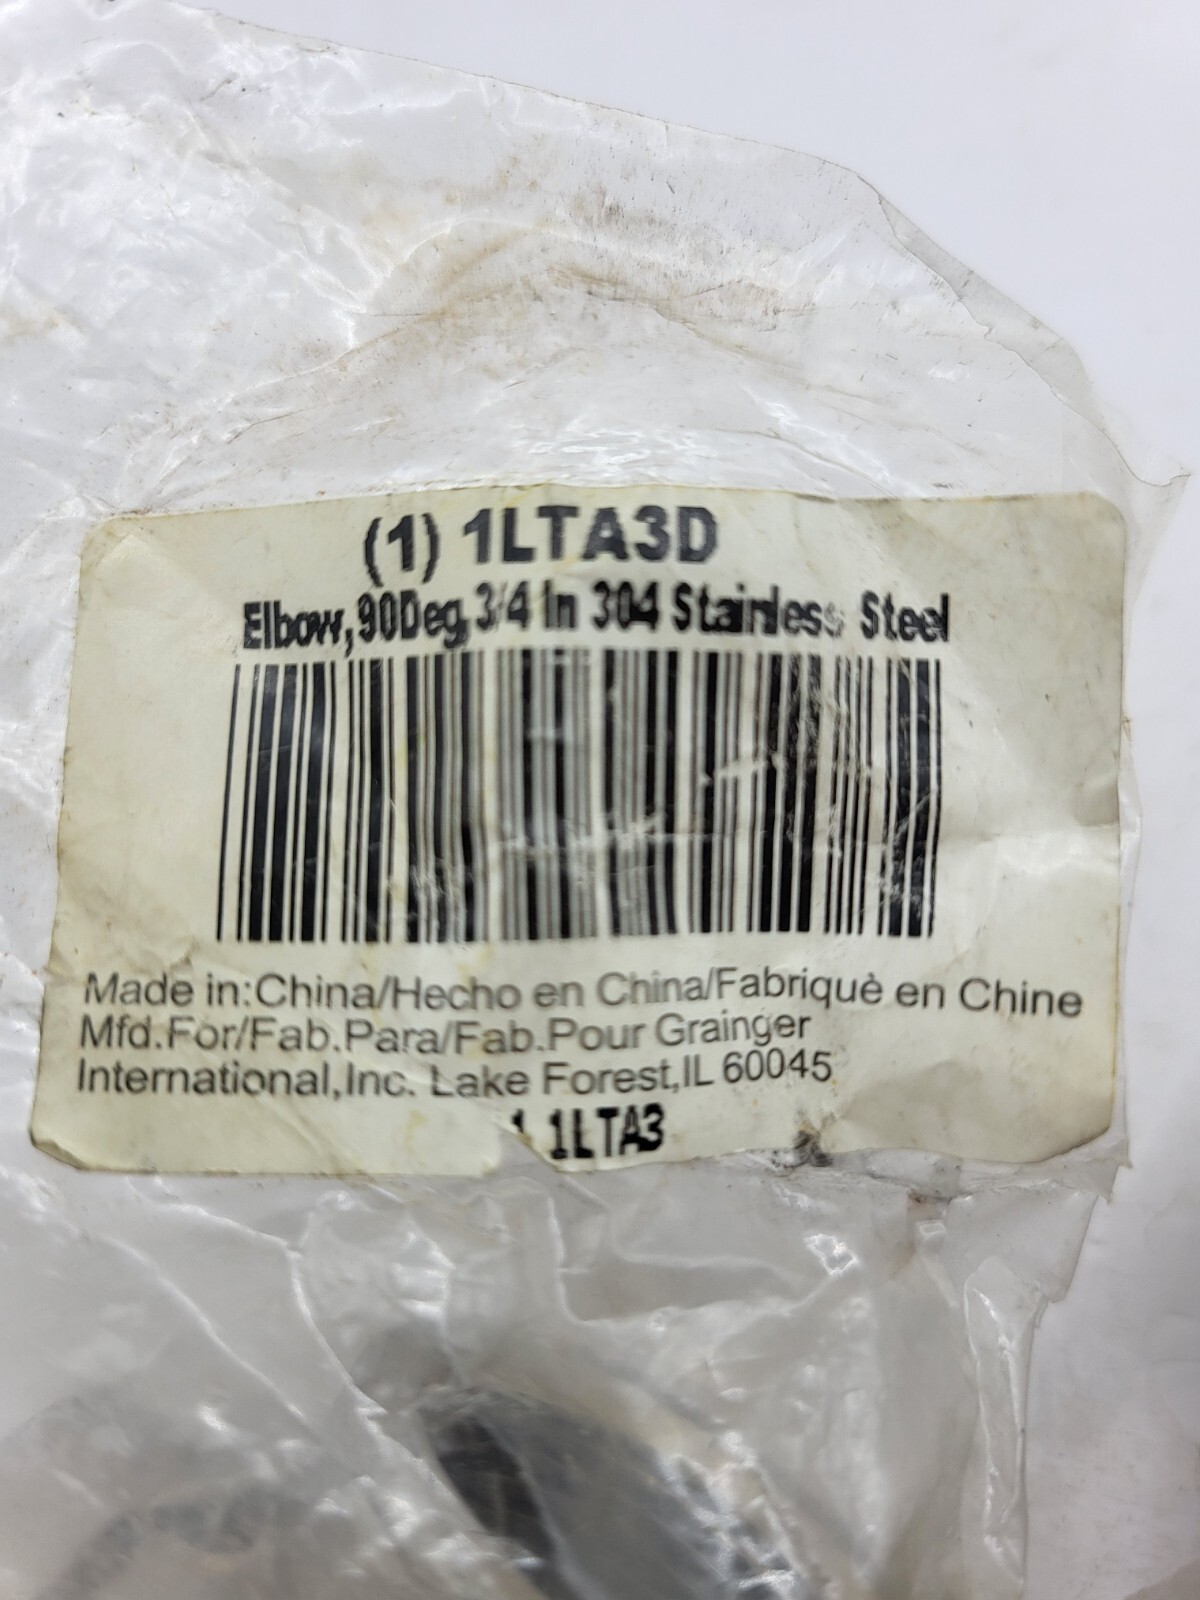 (1) 1LTA3D
Elbow,90Deg,3/4 In 304 Stainless Steel
Made in:China/Hecho en China/Fabriquè en Chine
Mfd.For/Fab.Para/Fab.Pour Grainger
International,Inc. Lake Forest,IL 60045
1 1LTA3